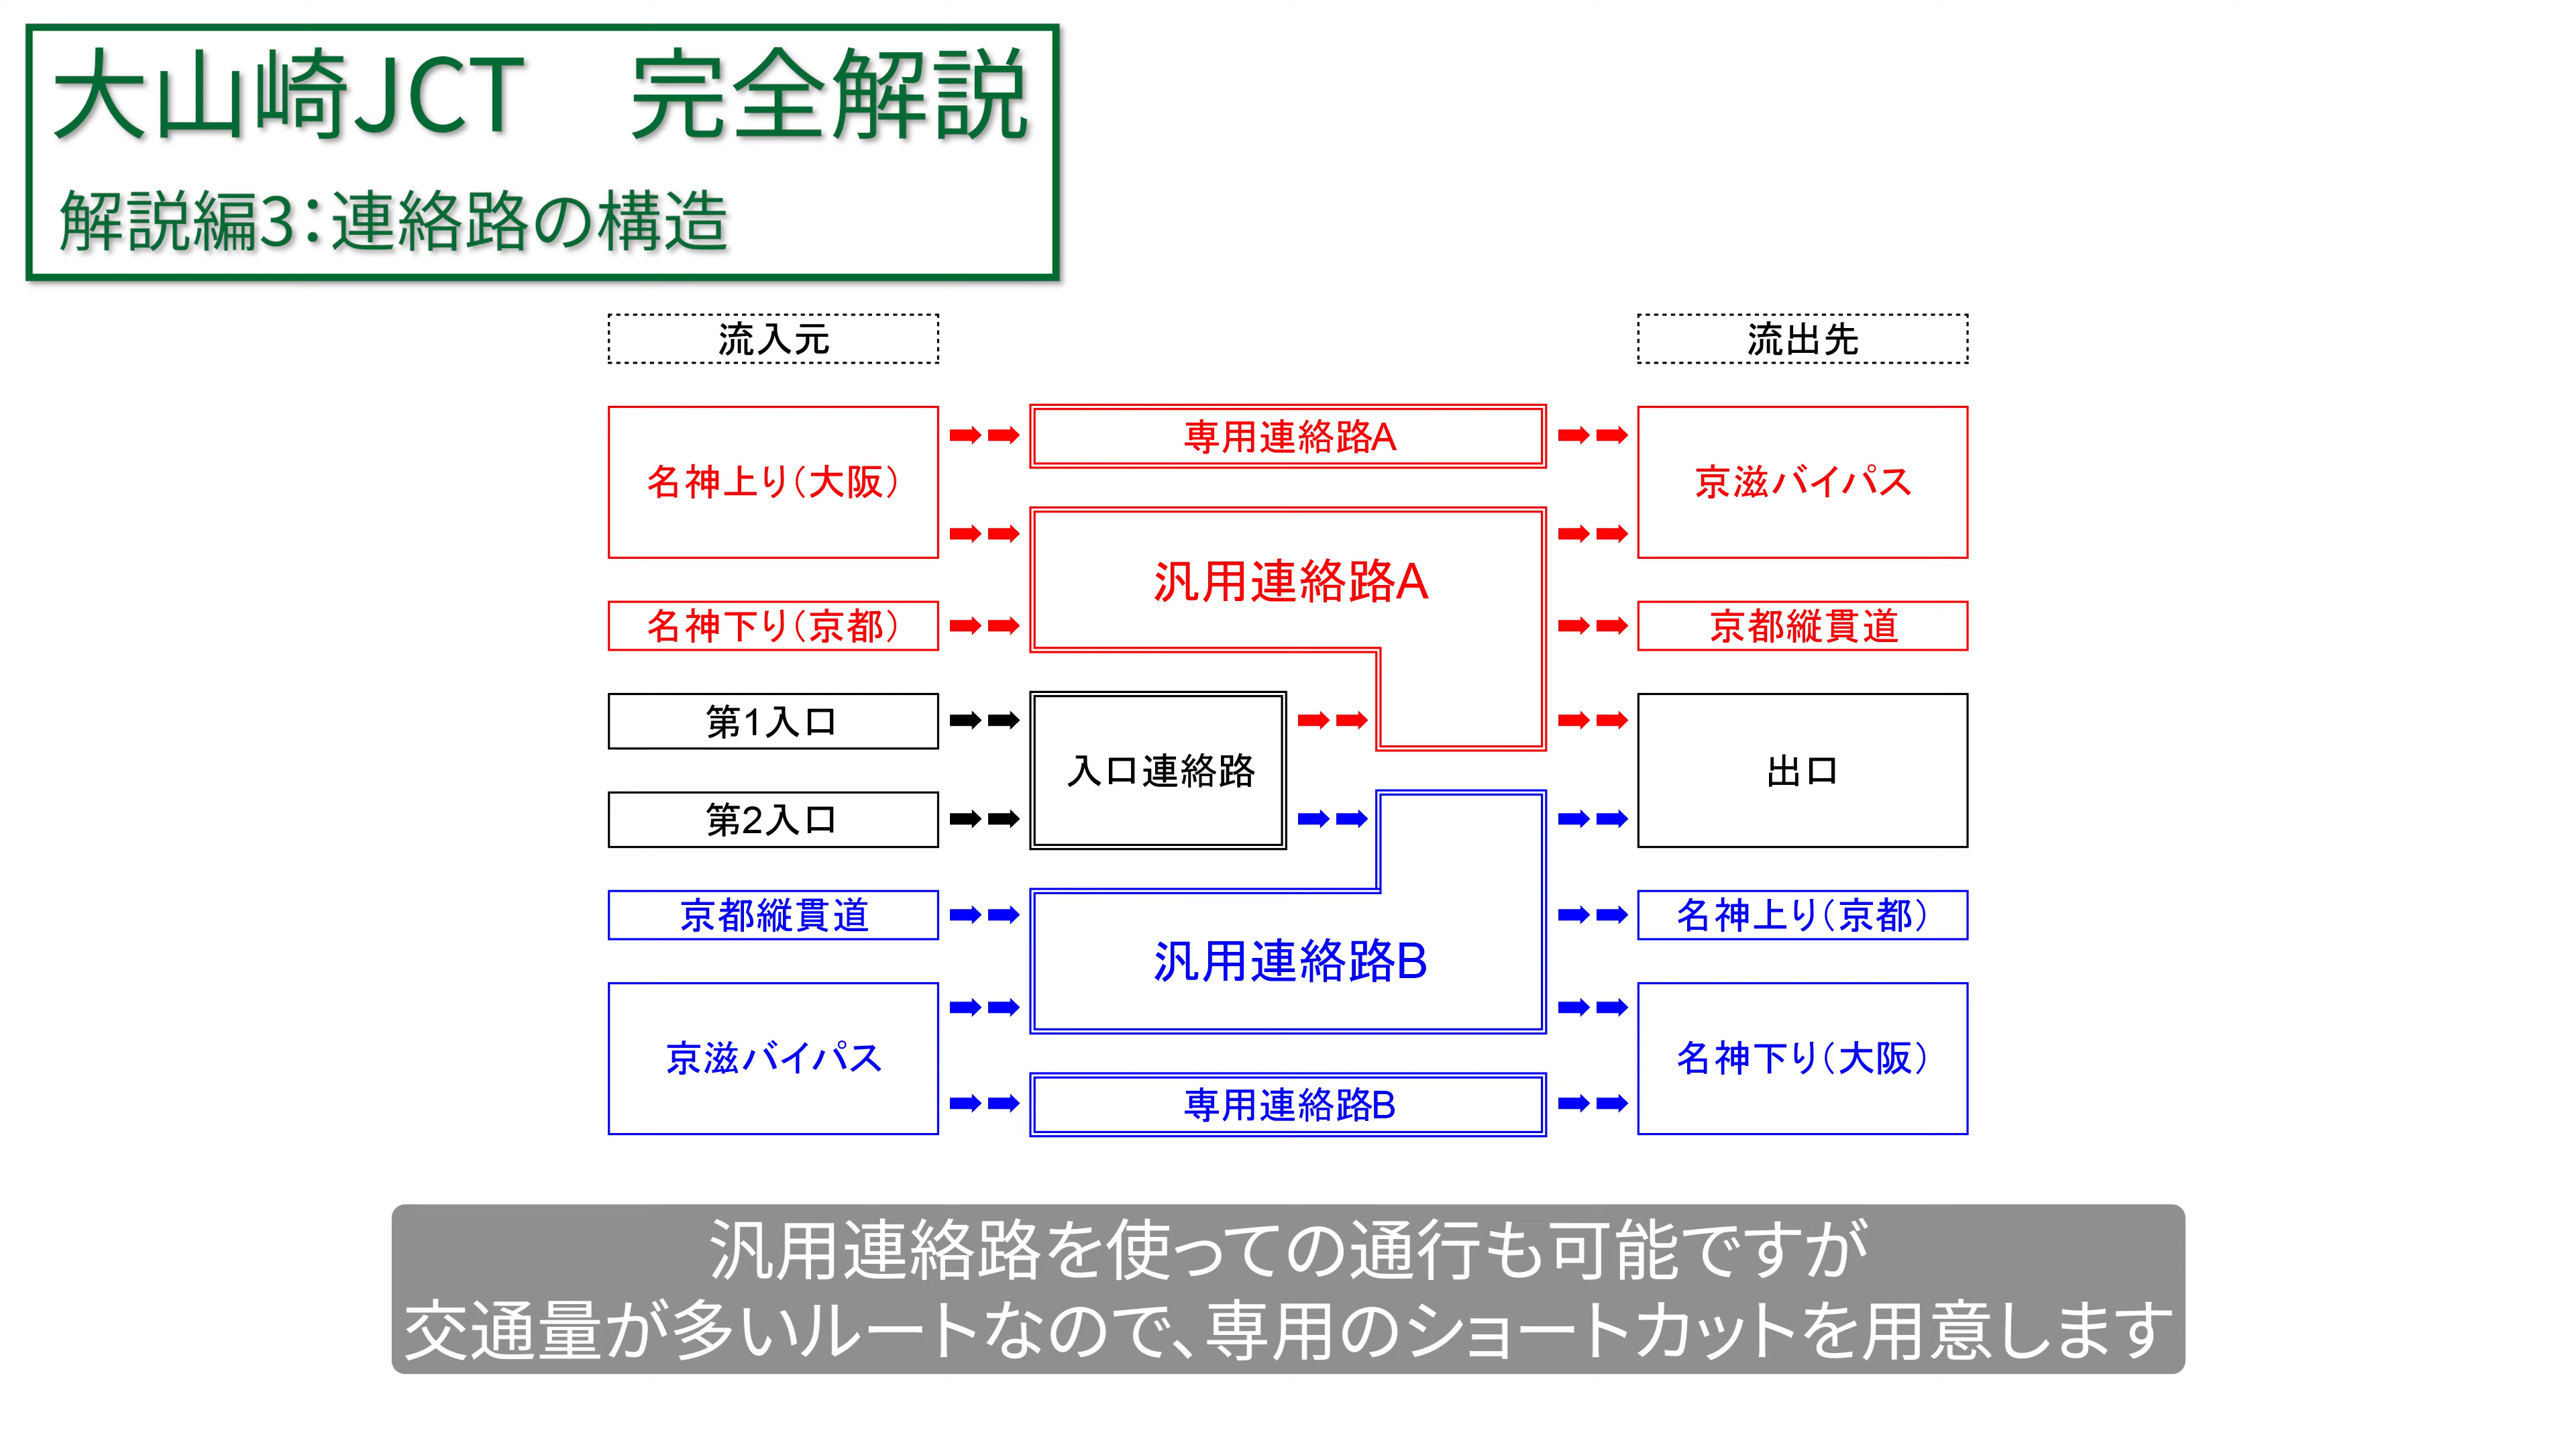 大山崎JCT　完全解説
解説編3：連絡路の構造
流入元
流出先
名神上り（大阪）
専用連絡路A
京滋バイパス
汎用連絡路A
名神下り（京都）
京都縦貫道
第1入口
入口連絡路
出口
第2入口
京都縦貫道
汎用連絡路B
名神上り（京都）
京滋バイパス
専用連絡路B
名神下り（大阪）
汎用連絡路を使っての通行も可能ですが
交通量が多いルートなので、専用のショートカットを用意します